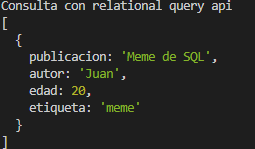 Consulta con relational query api
[
  {
    publicacion: 'Meme de SQL',
    autor: 'Juan',
    edad: 20,
    etiqueta: 'meme'
  }
]